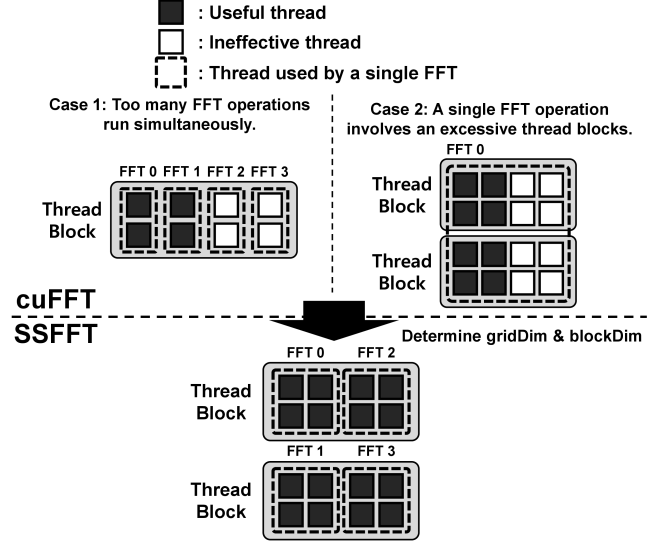 : Useful thread
: Ineffective thread
: Thread used by a single FFT
Case 1: Too many FFT operations
run simultaneously.
Case 2: A single FFT operation
involves an excessive thread blocks.
FFT 0 FFT 1 FFT 2 FFT 3
Thread
Block
FFT 0
Thread
Block
Thread
Block
cuFFT
SSFFT
Determine gridDim & blockDim
FFT 0 FFT 2
Thread
Block
FFT 1 FFT 3
Thread
Block